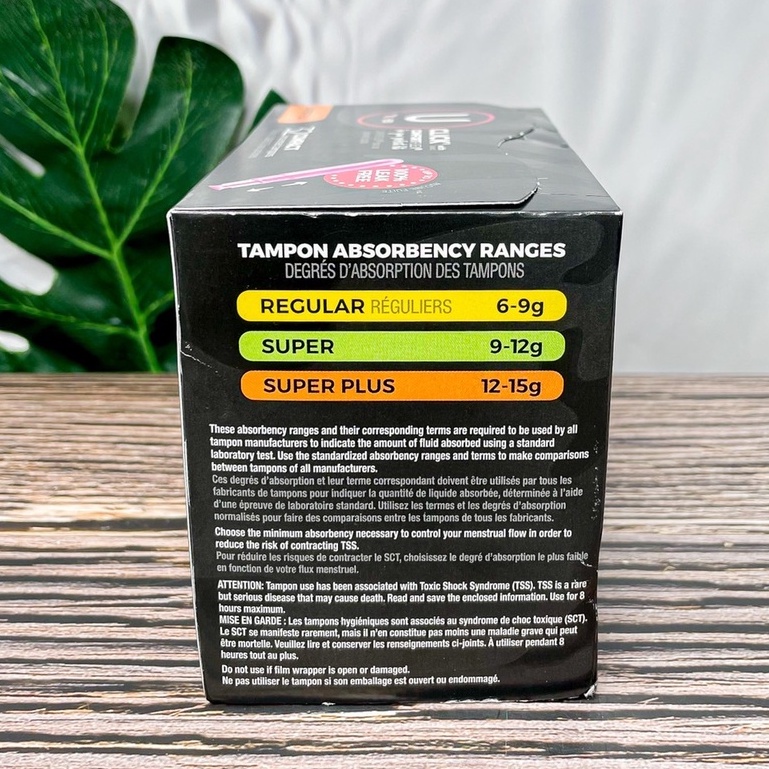 U
CLICK
100%
LEAK
FREE
TAMPON ABSORBENCY RANGES
DEGRÉS D'ABSORPTION DES TAMPONS
REGULAR RÉGULIERS 6-9g
SUPER 9-12g
SUPER PLUS 12-15g
These absorbency ranges and their corresponding terms are required to be used by all
tampon manufacturers to indicate the amount of fluid absorbed using a standard
laboratory test. Use the standardized absorbency ranges and terms to make comparisons
between tampons of all manufacturers.
Ces degrés d'absorption et leur terme correspondant doivent être utilisés par tous les
fabricants de tampons pour indiquer la quantité de liquide absorbée, déterminée à l'aide
d'une épreuve de laboratoire standard. Utilisez les termes et les degrés d'absorption
normalisés pour faire des comparaisons entre les tampons de tous les fabricants.
Choose the minimum absorbency necessary to control your menstrual flow in order to
reduce the risk of contracting TSS.
Pour réduire les risques de contracter le SCT, choisissez le degré d'absorption le plus faible
en fonction de votre flux menstruel.
ATTENTION: Tampon use has been associated with Toxic Shock Syndrome (TSS). TSS is a rare
but serious disease that may cause death. Read and save the enclosed information. Use for 8
hours maximum.
MISE EN GARDE : Les tampons hygiéniques sont associés au syndrome de choc toxique (SCT).
Le SCT se manifeste rarement, mais il n'en constitue pas moins une maladie grave qui peut
être mortelle. Veuillez lire et conserver les renseignements ci-joints. À utiliser pendant 8
heures tout au plus.
Do not use if film wrapper is open or damaged.
Ne pas utiliser le tampon si son emballage est ouvert ou endommagé.